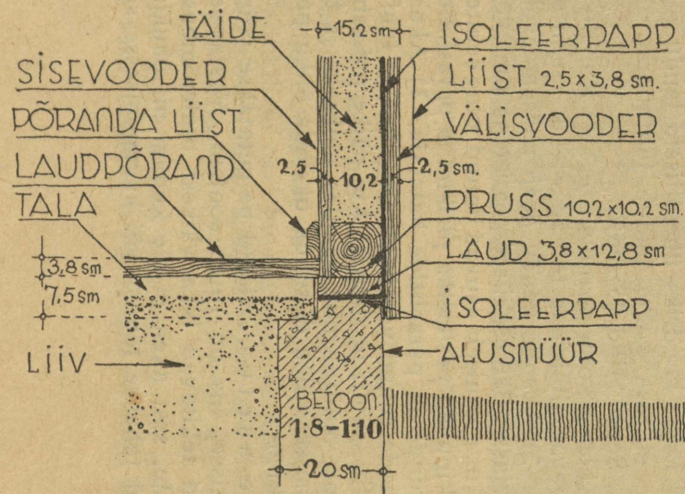 TÄIDE
15,2 sm
ISOLEERPAPP
SISEVOODER
LIIST 2,5 x 3,8 sm.
PÕRANDA LIIST
VÄLISVOODER
LAUDPÕRAND
2,5
10,2
2,5 sm.
TALA
PRUSS 10,2 x 10,2 sm.
3,8 sm
LAUD 3,8 x 12,8 sm
7,5 sm
ISOLEERPAPP
LIIV
ALUSMÜÜR
BETOON
1:8-1:10
20 sm